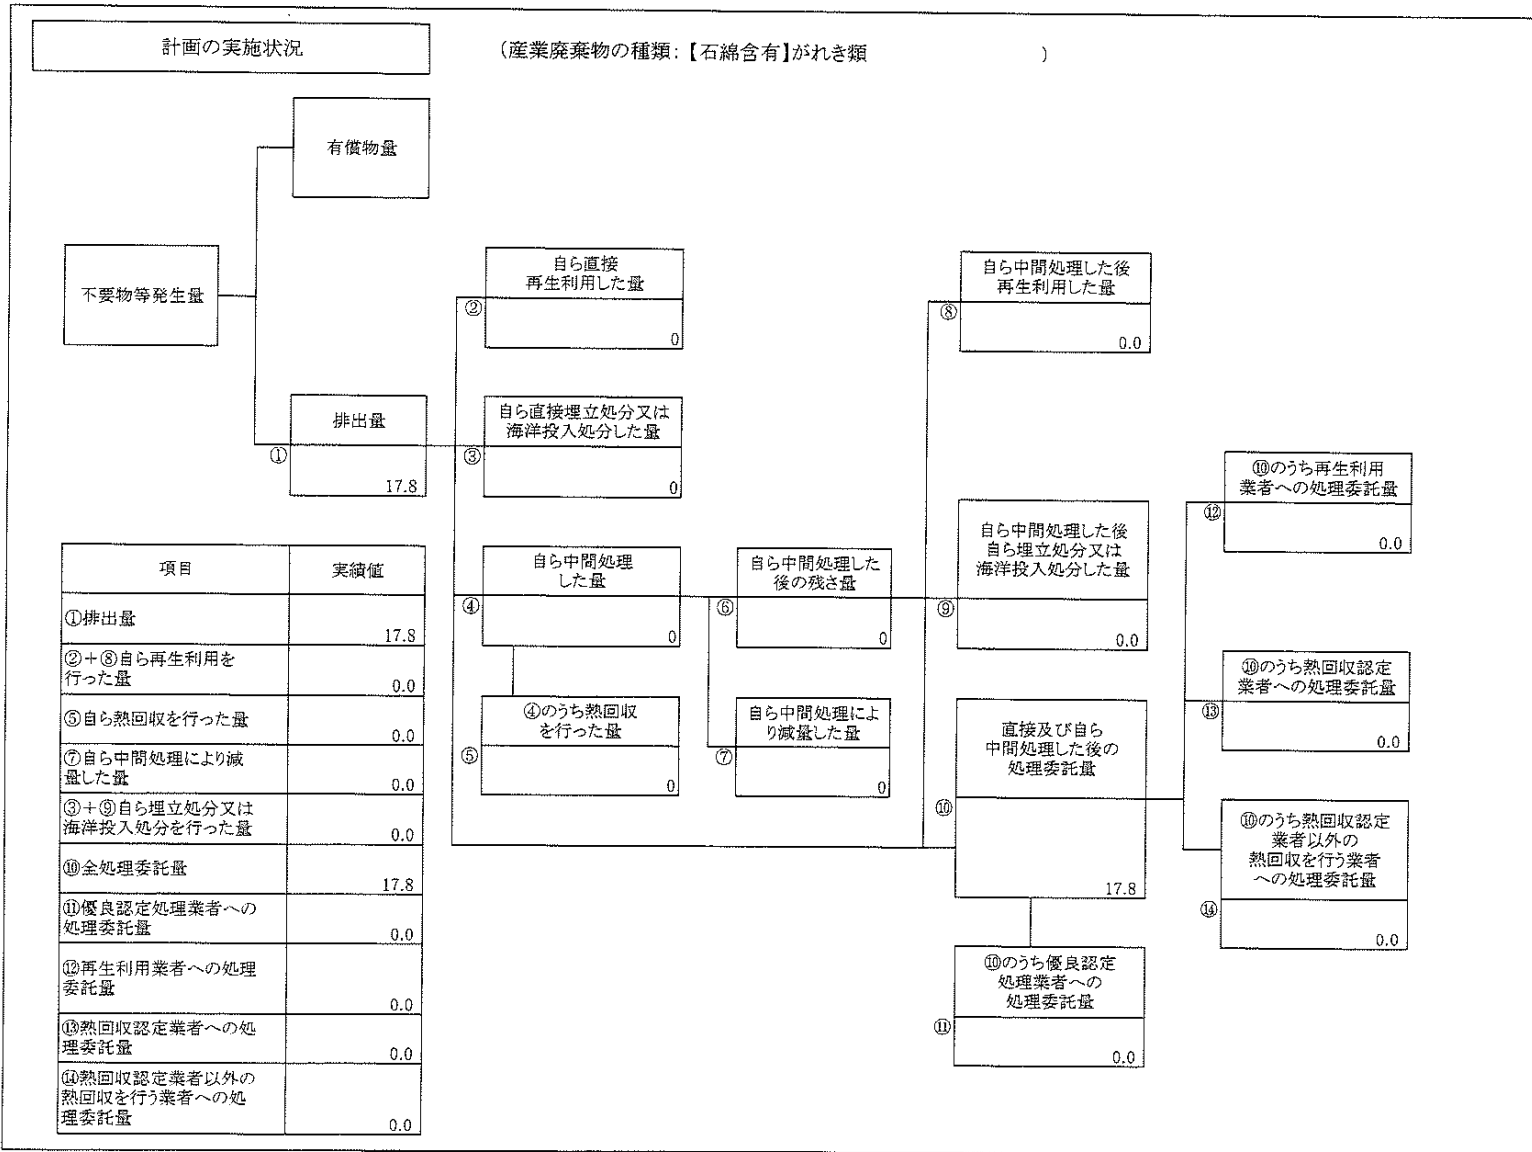 計画の実施状況
（産業廃棄物の種類：【石綿含有】がれき類　）
有償物量
不要物等発生量
排出量
①
17.8
自ら直接
再生利用した量
②
0
自ら直接埋立処分又は
海洋投入処分した量
③
0
自ら中間処理
した量
④
0
④のうち熱回収
を行った量
⑤
0
自ら中間処理した
後の残さ量
⑥
0
自ら中間処理によ
り減量した量
⑦
0
自ら中間処理した後
再生利用した量
⑧
0.0
自ら中間処理した後
自ら埋立処分又は
海洋投入処分した量
⑨
0.0
直接及び自ら
中間処理した後の
処理委託量
⑩
17.8
⑩のうち優良認定
処理業者への
処理委託量
⑪
0.0
⑩のうち再生利用
業者への処理委託量
⑫
0.0
⑩のうち熱回収認定
業者への処理委託量
⑬
0.0
⑩のうち熱回収認定
業者以外の
熱回収を行う業者
への処理委託量
⑭
0.0
項目 実績値
①排出量
17.8
②＋⑧自ら再生利用を
行った量
0.0
⑤自ら熱回収を行った量
0.0
⑦自ら中間処理により減
量した量
0.0
③＋⑨自ら埋立処分又は
海洋投入処分を行った量
0.0
⑩全処理委託量
17.8
⑪優良認定処理業者への
処理委託量
0.0
⑫再生利用業者への処理
委託量
0.0
⑬熱回収認定業者への処
理委託量
0.0
⑭熱回収認定業者以外の
熱回収を行う業者への処
理委託量
0.0